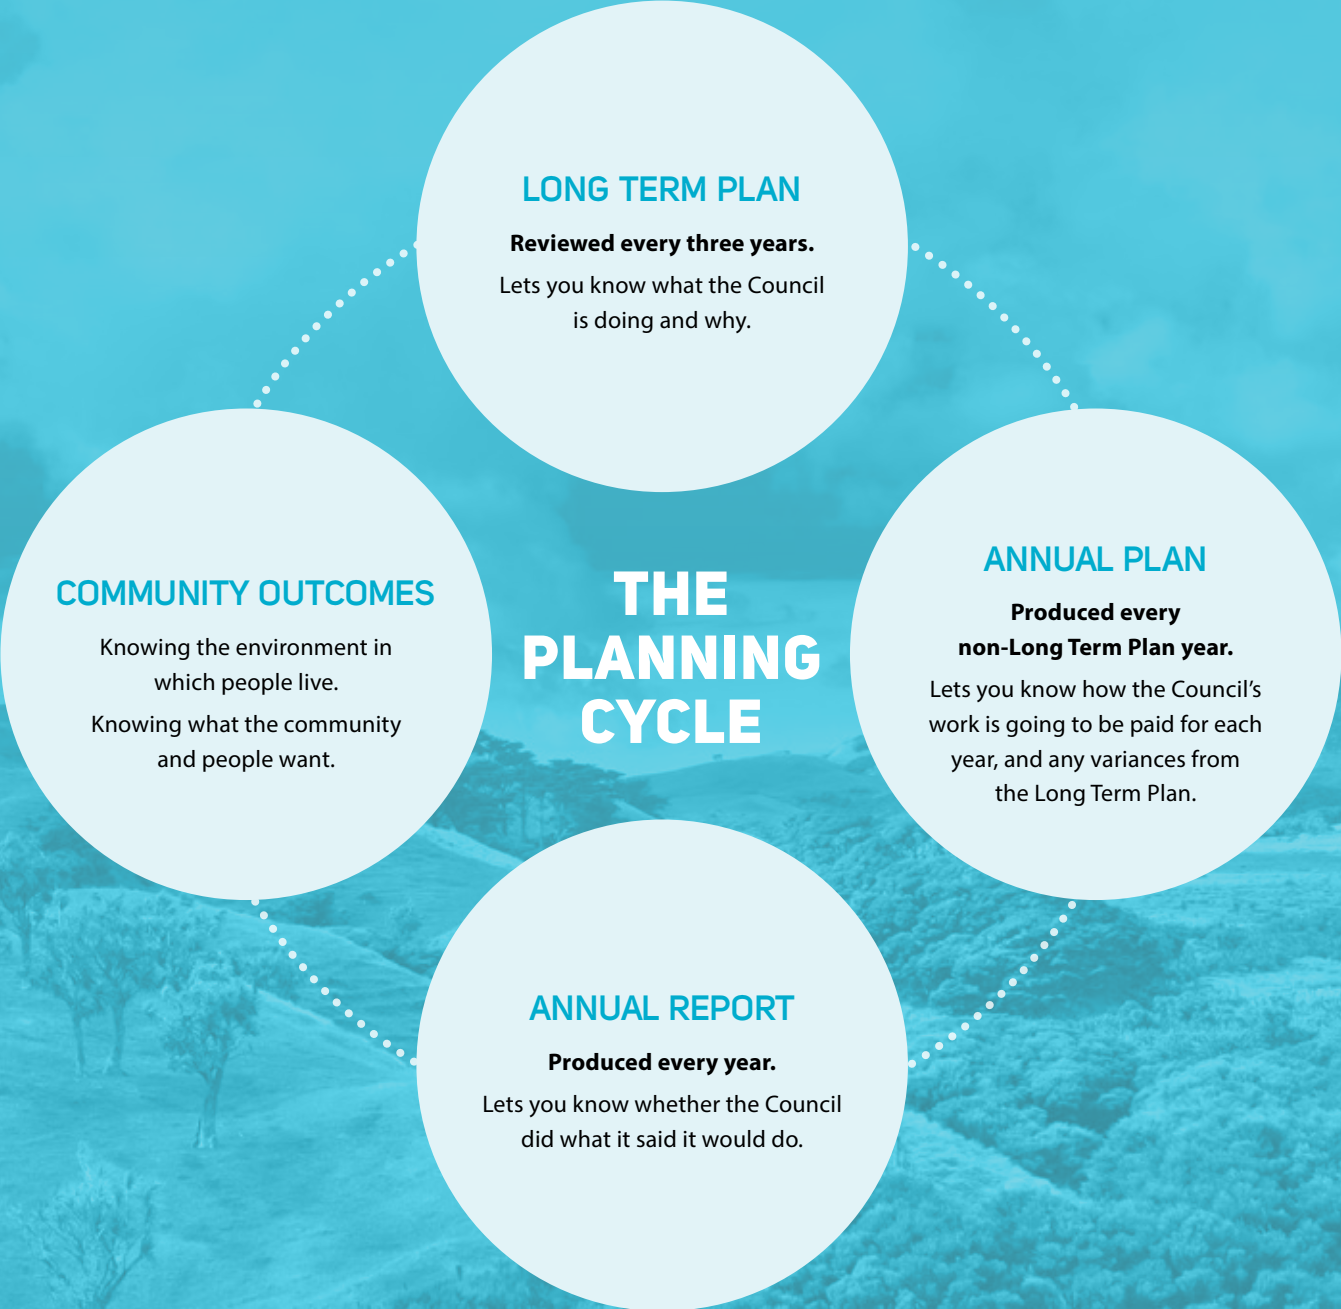 LONG TERM PLAN
Reviewed every three years.
Lets you know what the Council
is doing and why.
COMMUNITY OUTCOMES
Knowing the environment in
which people live.
Knowing what the community
and people want.
THE
PLANNING
CYCLE
ANNUAL PLAN
Produced every
non-Long Term Plan year.
Lets you know how the Council’s
work is going to be paid for each
year, and any variances from
the Long Term Plan.
ANNUAL REPORT
Produced every year.
Lets you know whether the Council
did what it said it would do.